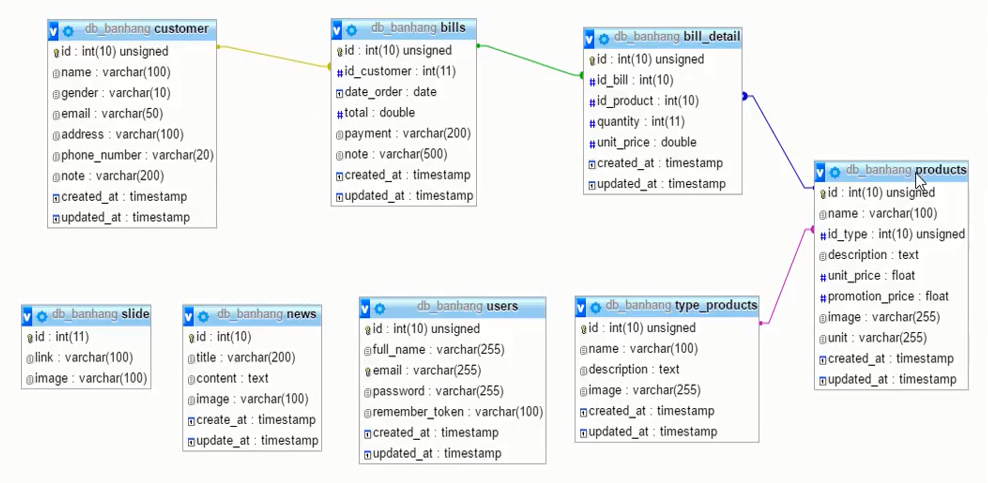 db_banhang customer
id : int(10) unsigned
name : varchar(100)
gender : varchar(10)
email : varchar(50)
address : varchar(100)
phone_number : varchar(20)
note : varchar(200)
created_at : timestamp
updated_at : timestamp
db_banhang bills
id : int(10) unsigned
id_customer : int(11)
date_order : date
total : double
payment : varchar(200)
note : varchar(500)
created_at : timestamp
updated_at : timestamp
db_banhang bill_detail
id : int(10) unsigned
id_bill : int(10)
id_product : int(10)
quantity : int(11)
unit_price : double
created_at : timestamp
updated_at : timestamp
db_banhang products
id : int(10) unsigned
name : varchar(100)
id_type : int(10) unsigned
description : text
unit_price : float
promotion_price : float
image : varchar(255)
unit : varchar(255)
created_at : timestamp
updated_at : timestamp
db_banhang slide
id : int(11)
link : varchar(100)
image : varchar(100)
db_banhang news
id : int(10)
title : varchar(200)
content : text
image : varchar(100)
create_at : timestamp
update_at : timestamp
db_banhang users
id : int(10) unsigned
full_name : varchar(255)
email : varchar(255)
password : varchar(255)
remember_token : varchar(100)
created_at : timestamp
updated_at : timestamp
db_banhang type_products
id : int(10) unsigned
name : varchar(100)
description : text
image : varchar(255)
created_at : timestamp
updated_at : timestamp